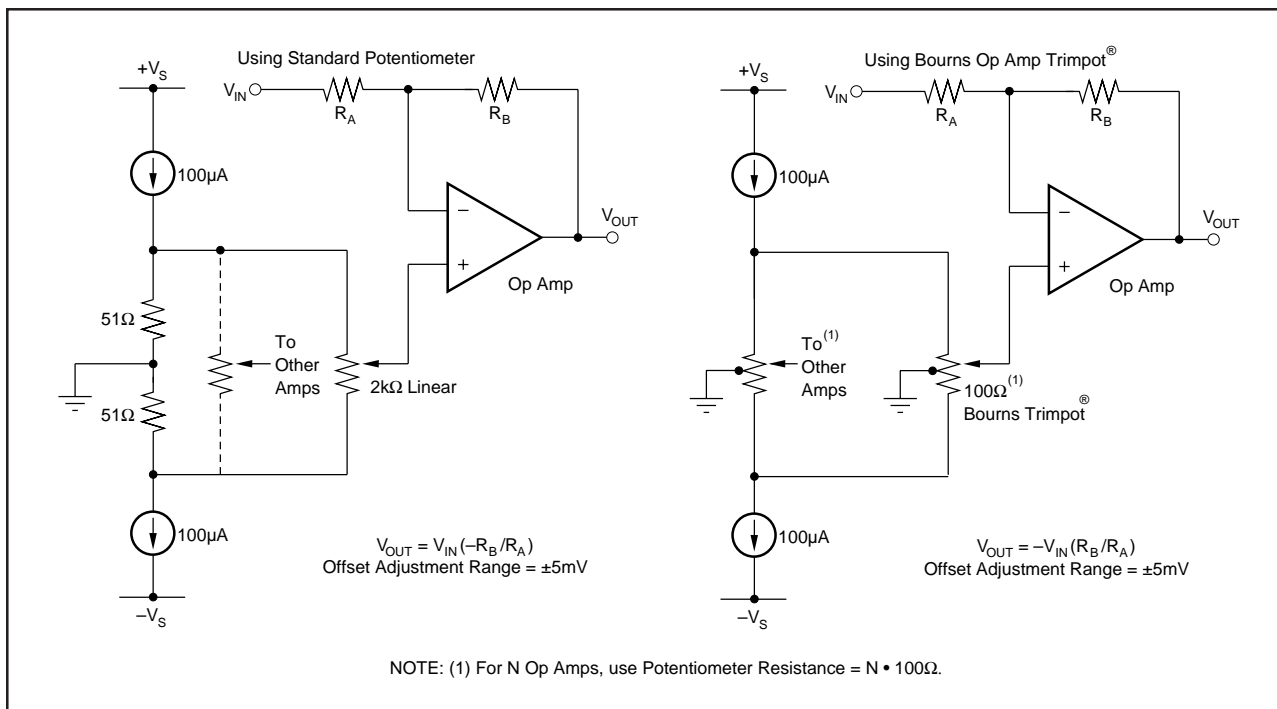 Using Standard Potentiometer
+VS
VIN
RA
RB
100µA
VOUT
−
+
Op Amp
51Ω
To
Other
Amps
2kΩ Linear
51Ω
100µA
VOUT = VIN (–RB/RA)
Offset Adjustment Range = ±5mV
–VS
Using Bourns Op Amp Trimpot®
+VS
VIN
RA
RB
100µA
VOUT
−
+
Op Amp
To(1)
Other
Amps
100Ω(1)
Bourns Trimpot®
100µA
VOUT = –VIN (RB/RA)
Offset Adjustment Range = ±5mV
–VS
NOTE: (1) For N Op Amps, use Potentiometer Resistance = N • 100Ω.